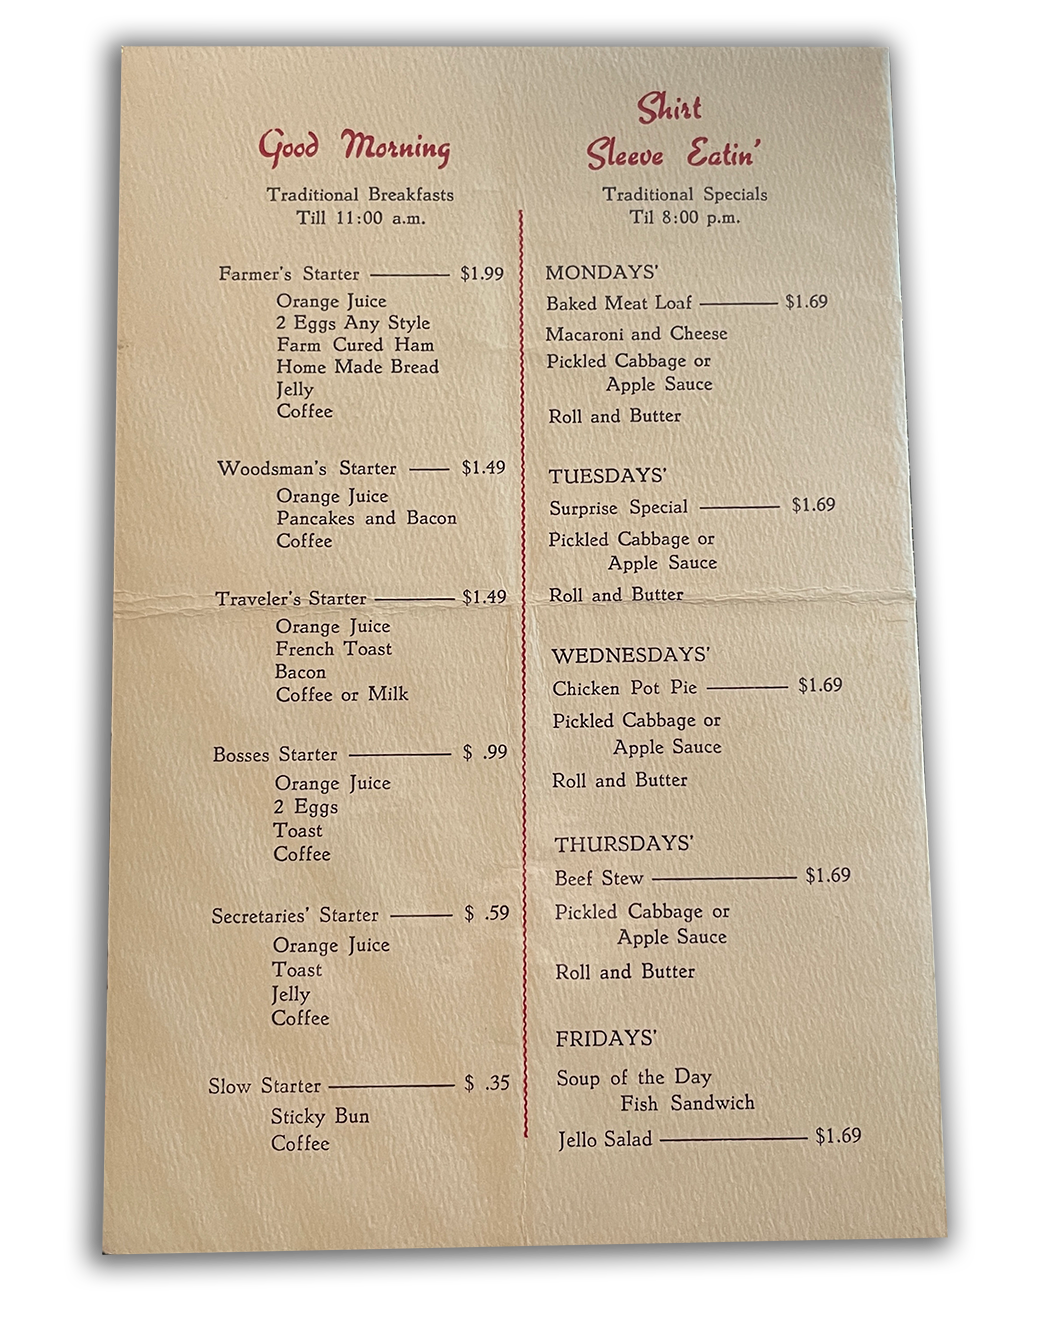 Good Morning
Traditional Breakfasts
Till 11:00 a.m.
Farmer's Starter $1.99
Orange Juice
2 Eggs Any Style
Farm Cured Ham
Home Made Bread
Jelly
Coffee
Woodsman's Starter $1.49
Orange Juice
Pancakes and Bacon
Coffee
Traveler's Starter $1.49
Orange Juice
French Toast
Bacon
Coffee or Milk
Bosses Starter $ .99
Orange Juice
2 Eggs
Toast
Coffee
Secretaries' Starter $ .59
Orange Juice
Toast
Jelly
Coffee
Slow Starter $ .35
Sticky Bun
Coffee
Shirt
Sleeve Eatin'
Traditional Specials
Til 8:00 p.m.
MONDAYS'
Baked Meat Loaf $1.69
Macaroni and Cheese
Pickled Cabbage or
Apple Sauce
Roll and Butter
TUESDAYS'
Surprise Special $1.69
Pickled Cabbage or
Apple Sauce
Roll and Butter
WEDNESDAYS'
Chicken Pot Pie $1.69
Pickled Cabbage or
Apple Sauce
Roll and Butter
THURSDAYS'
Beef Stew $1.69
Pickled Cabbage or
Apple Sauce
Roll and Butter
FRIDAYS'
Soup of the Day
Fish Sandwich
Jello Salad $1.69